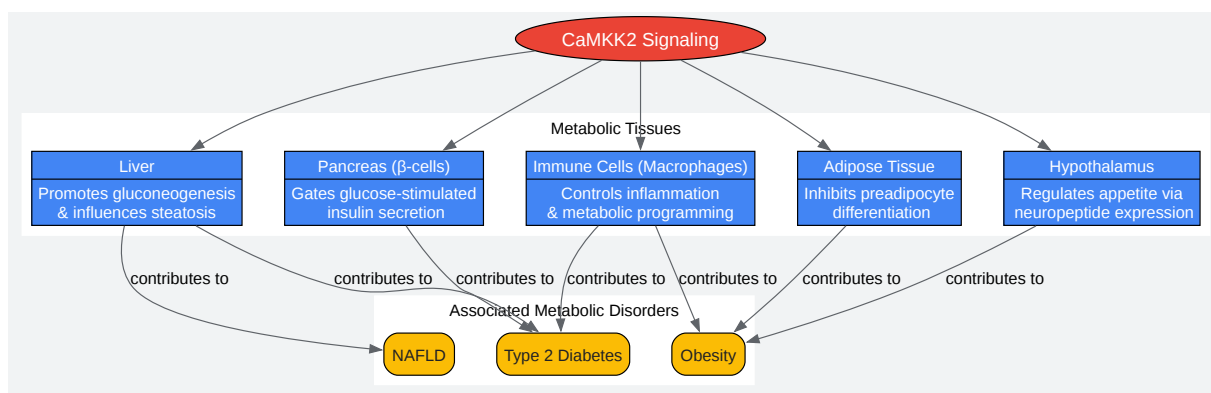 CaMKK2 Signaling
Metabolic Tissues
Liver
Promotes gluconeogenesis
& influences steatosis
Pancreas (β-cells)
Gates glucose-stimulated
insulin secretion
Immune Cells (Macrophages)
Controls inflammation
& metabolic programming
Adipose Tissue
Inhibits preadipocyte
differentiation
Hypothalamus
Regulates appetite via
neuropeptide expression
contributes to
contributes to
contributes to
contributes to
contributes to
contributes to
contributes to
Associated Metabolic Disorders
NAFLD
Type 2 Diabetes
Obesity